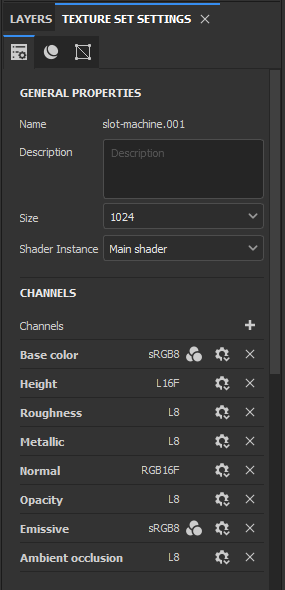 LAYERS TEXTURE SET SETTINGS
GENERAL PROPERTIES
Name slot-machine.001
Description Description
Size 1024
Shader Instance Main shader
CHANNELS
Channels
Base color sRGB8
Height L16F
Roughness L8
Metallic L8
Normal RGB16F
Opacity L8
Emissive sRGB8
Ambient occlusion L8